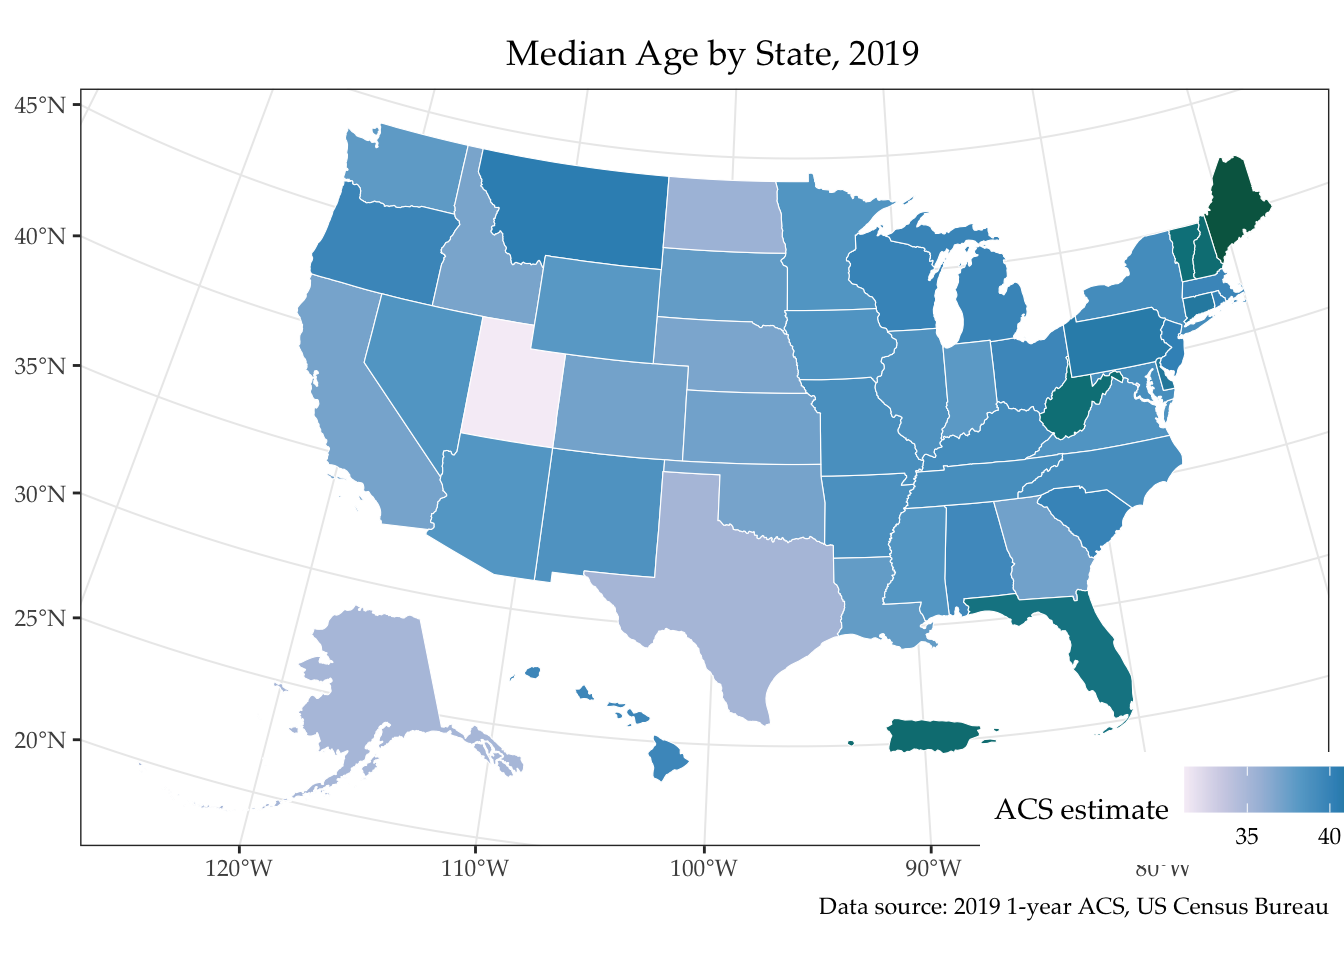 Median Age by State, 2019
45°N
40°N
35°N
30°N
25°N
20°N
ACS estimate
35 40
120°W 110°W 100°W 90°W 80°W
Data source: 2019 1-year ACS, US Census Bureau